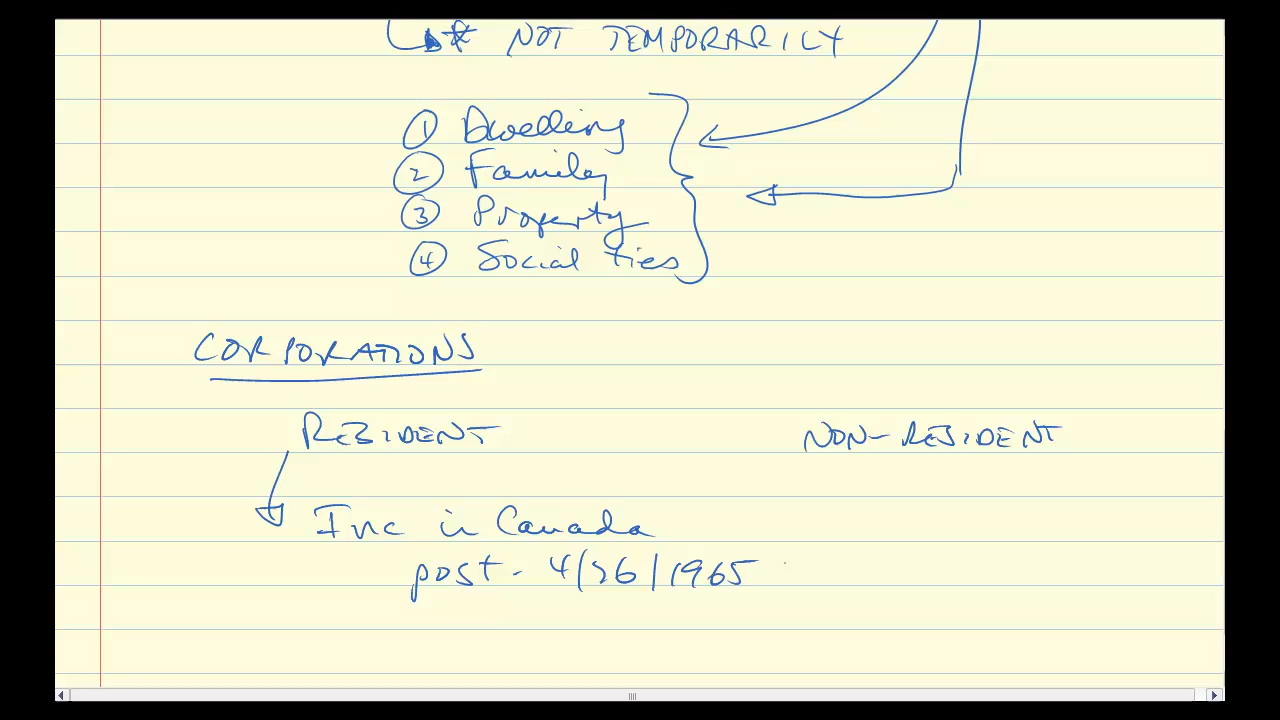 * NOT TEMPORARILY
① Dwelling
② Family
③ Property
④ Social ties
CORPORATIONS
RESIDENT NON-RESIDENT
Inc in Canada
post - 4/26/1965